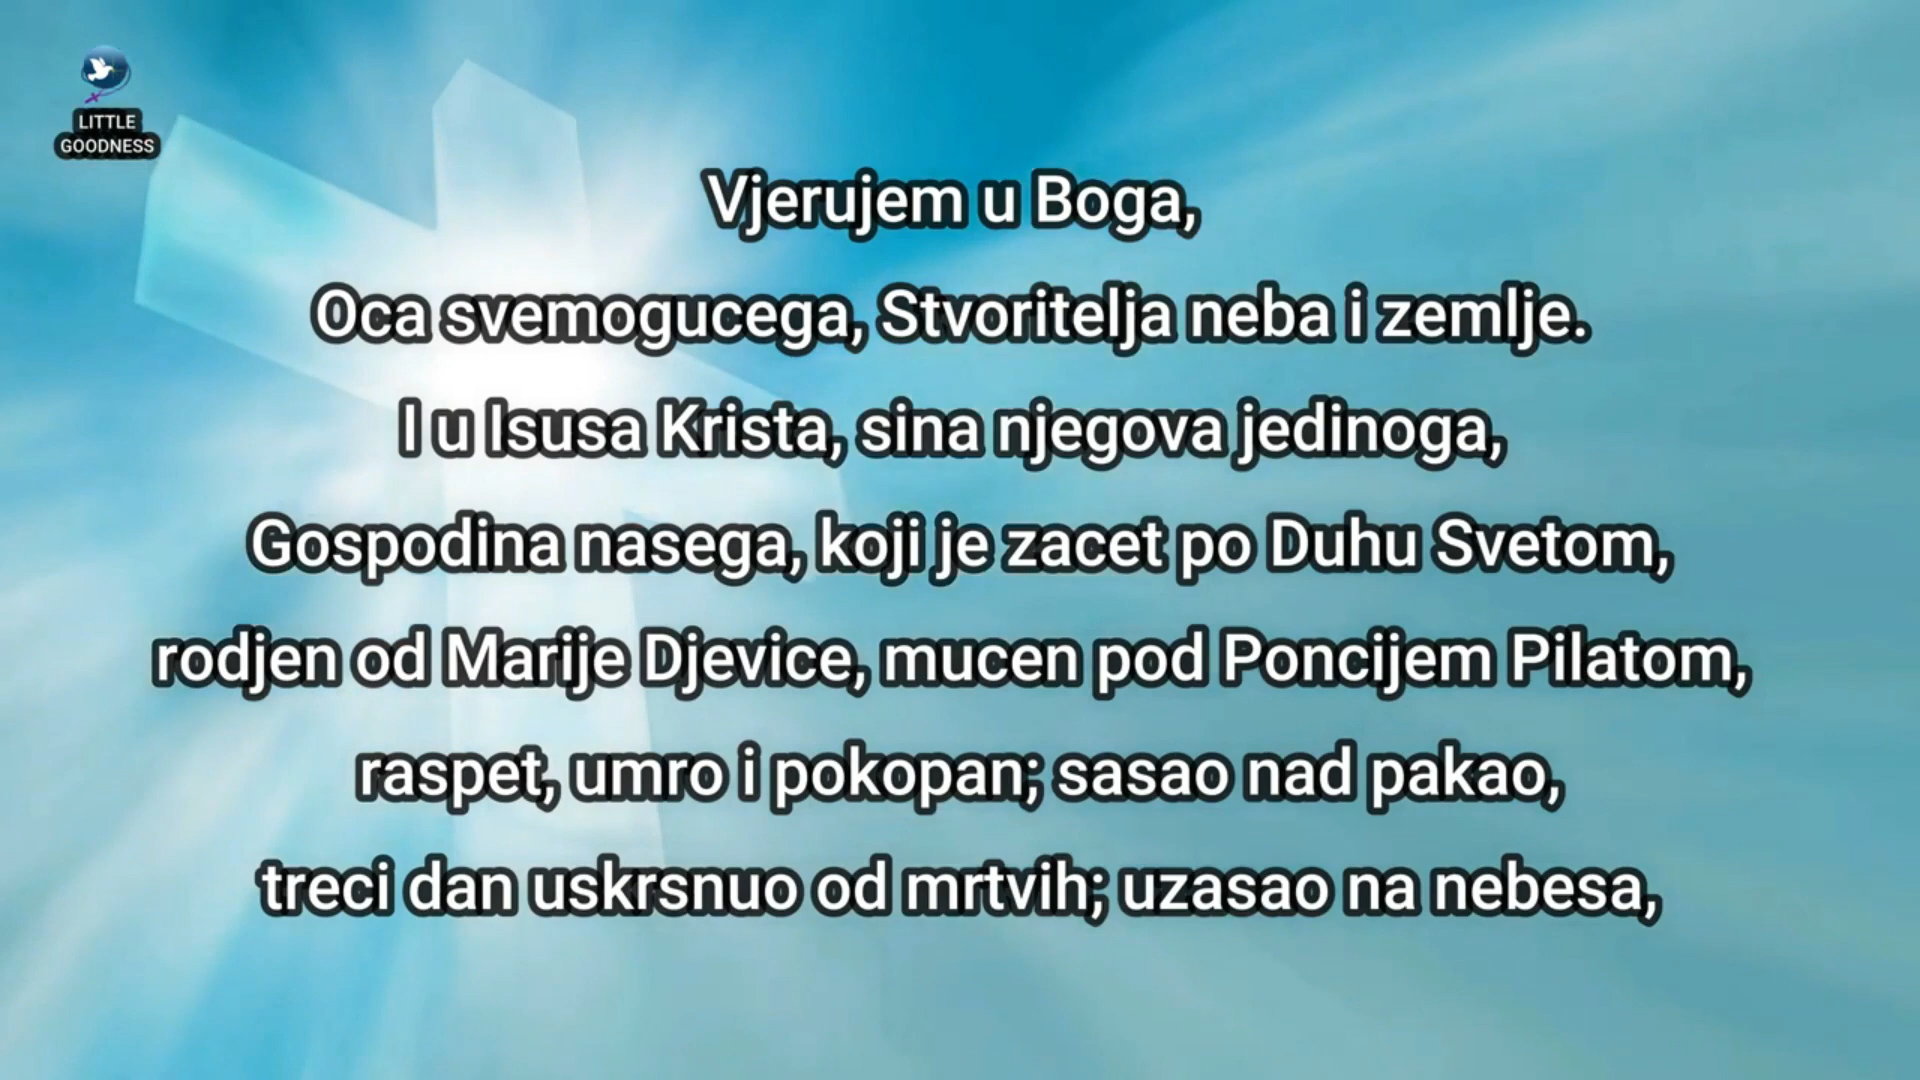 LITTLE
GOODNESS
Vjerujem u Boga,
Oca svemogucega, Stvoritelja neba i zemlje.
I u Isusa Krista, sina njegova jedinoga,
Gospodina nasega, koji je zacet po Duhu Svetom,
rodjen od Marije Djevice, mucen pod Poncijem Pilatom,
raspet, umro i pokopan; sasao nad pakao,
treci dan uskrsnuo od mrtvih; uzasao na nebesa,